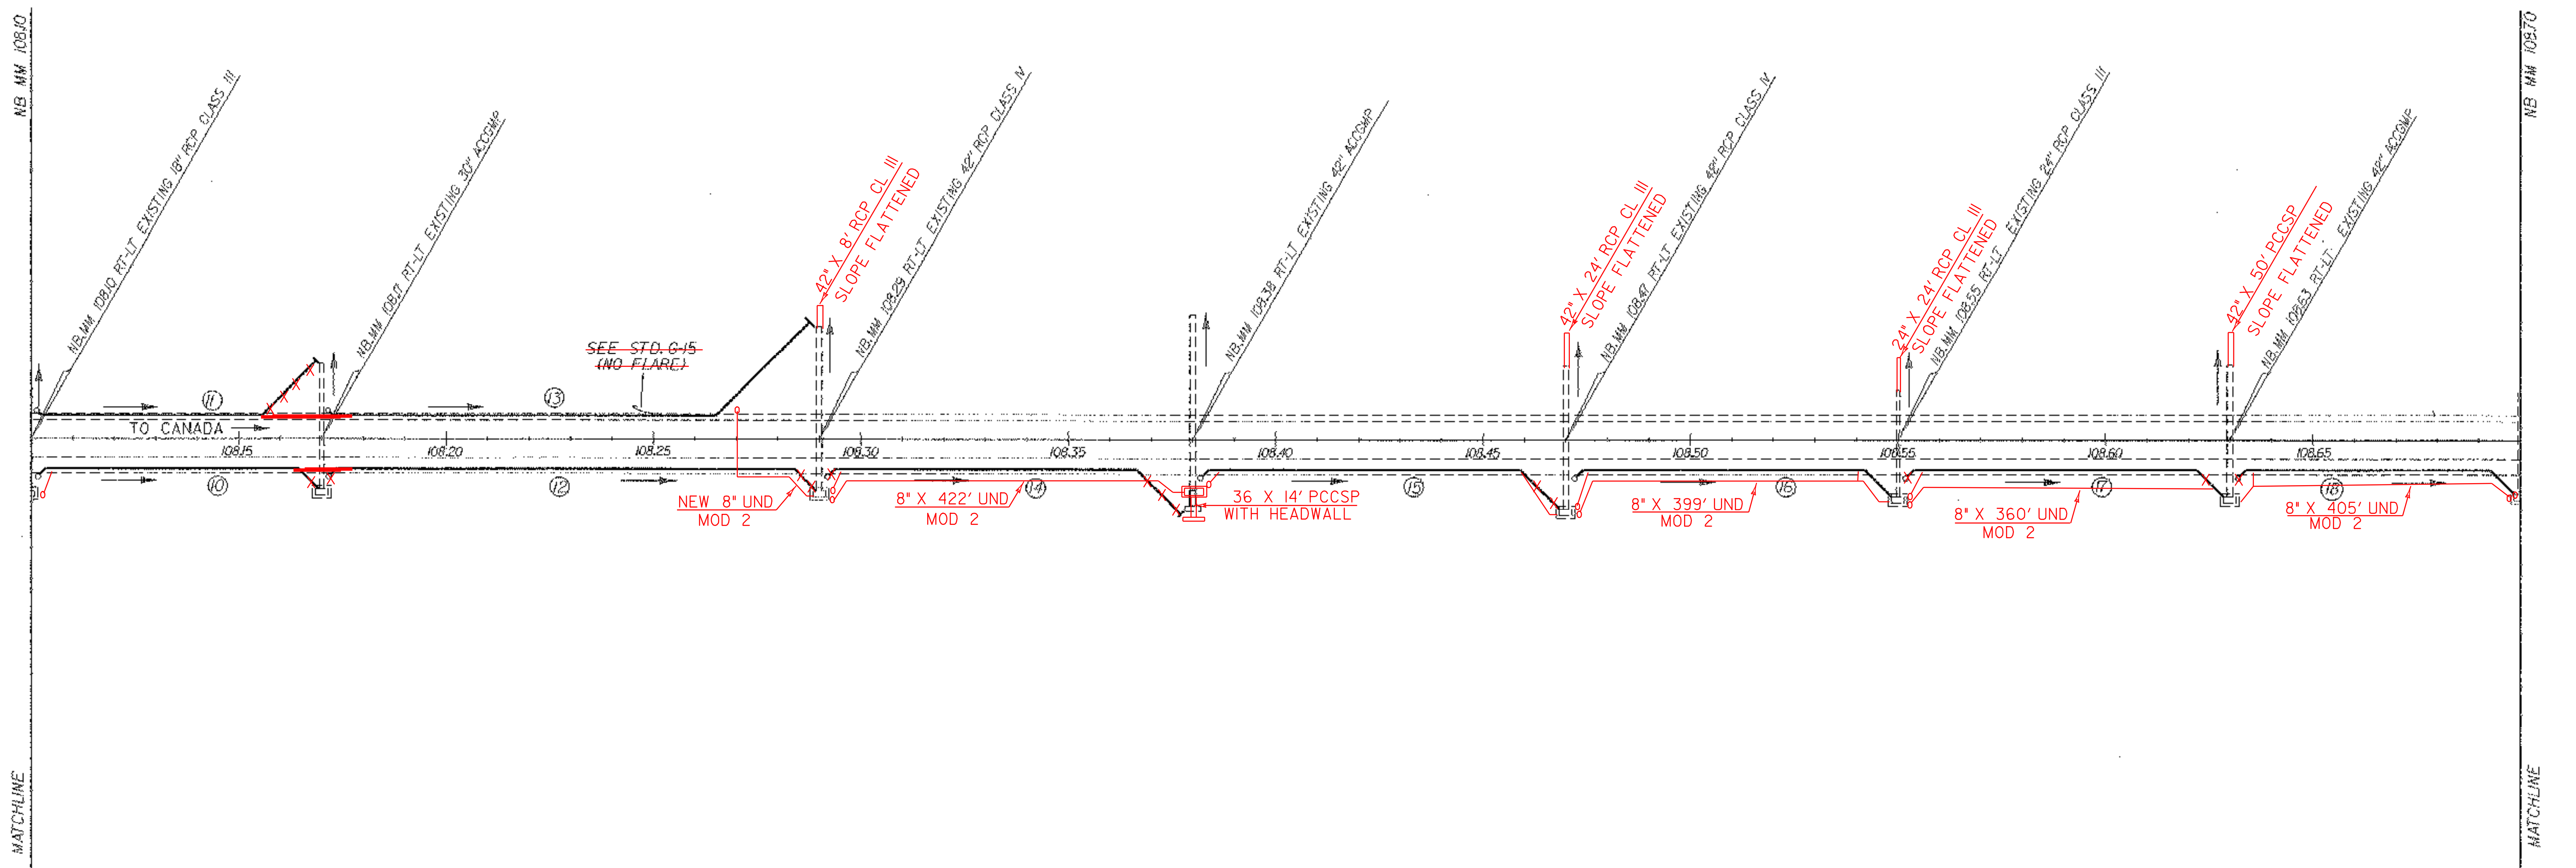 NB MM 108.10
NB MM 108.70
NB.MM 108.10 RT-LT EXISTING 18" RCP CLASS III
NB.MM 108.17 RT-LT EXISTING 30" ACCGMP
42" X 8' RCP CL III
SLOPE FLATTENED
NB.MM 108.29 RT-LT EXISTING 42" RCP CLASS IV
NB.MM 108.38 RT-LT EXISTING 42" ACCGMP
42" X 24' RCP CL III
SLOPE FLATTENED
NB.MM 108.47 RT-LT EXISTING 42" RCP CLASS IV
24" X 24' RCP CL III
SLOPE FLATTENED
NB.MM 108.55 RT-LT EXISTING 24" RCP CLASS III
42" X 50' PCCSP
SLOPE FLATTENED
NB.MM 108.63 RT-LT EXISTING 42" ACCGMP
SEE STD. G-15
(NO FLARE)
11
13
TO CANADA
108.15
108.20
108.25
108.30
108.35
108.40
108.45
108.50
108.55
108.60
108.65
10
12
14
15
16
17
18
NEW 8" UND
MOD 2
8" X 422' UND
MOD 2
36 X 14' PCCSP
WITH HEADWALL
8" X 399' UND
MOD 2
8" X 360' UND
MOD 2
8" X 405' UND
MOD 2
MATCHLINE
MATCHLINE